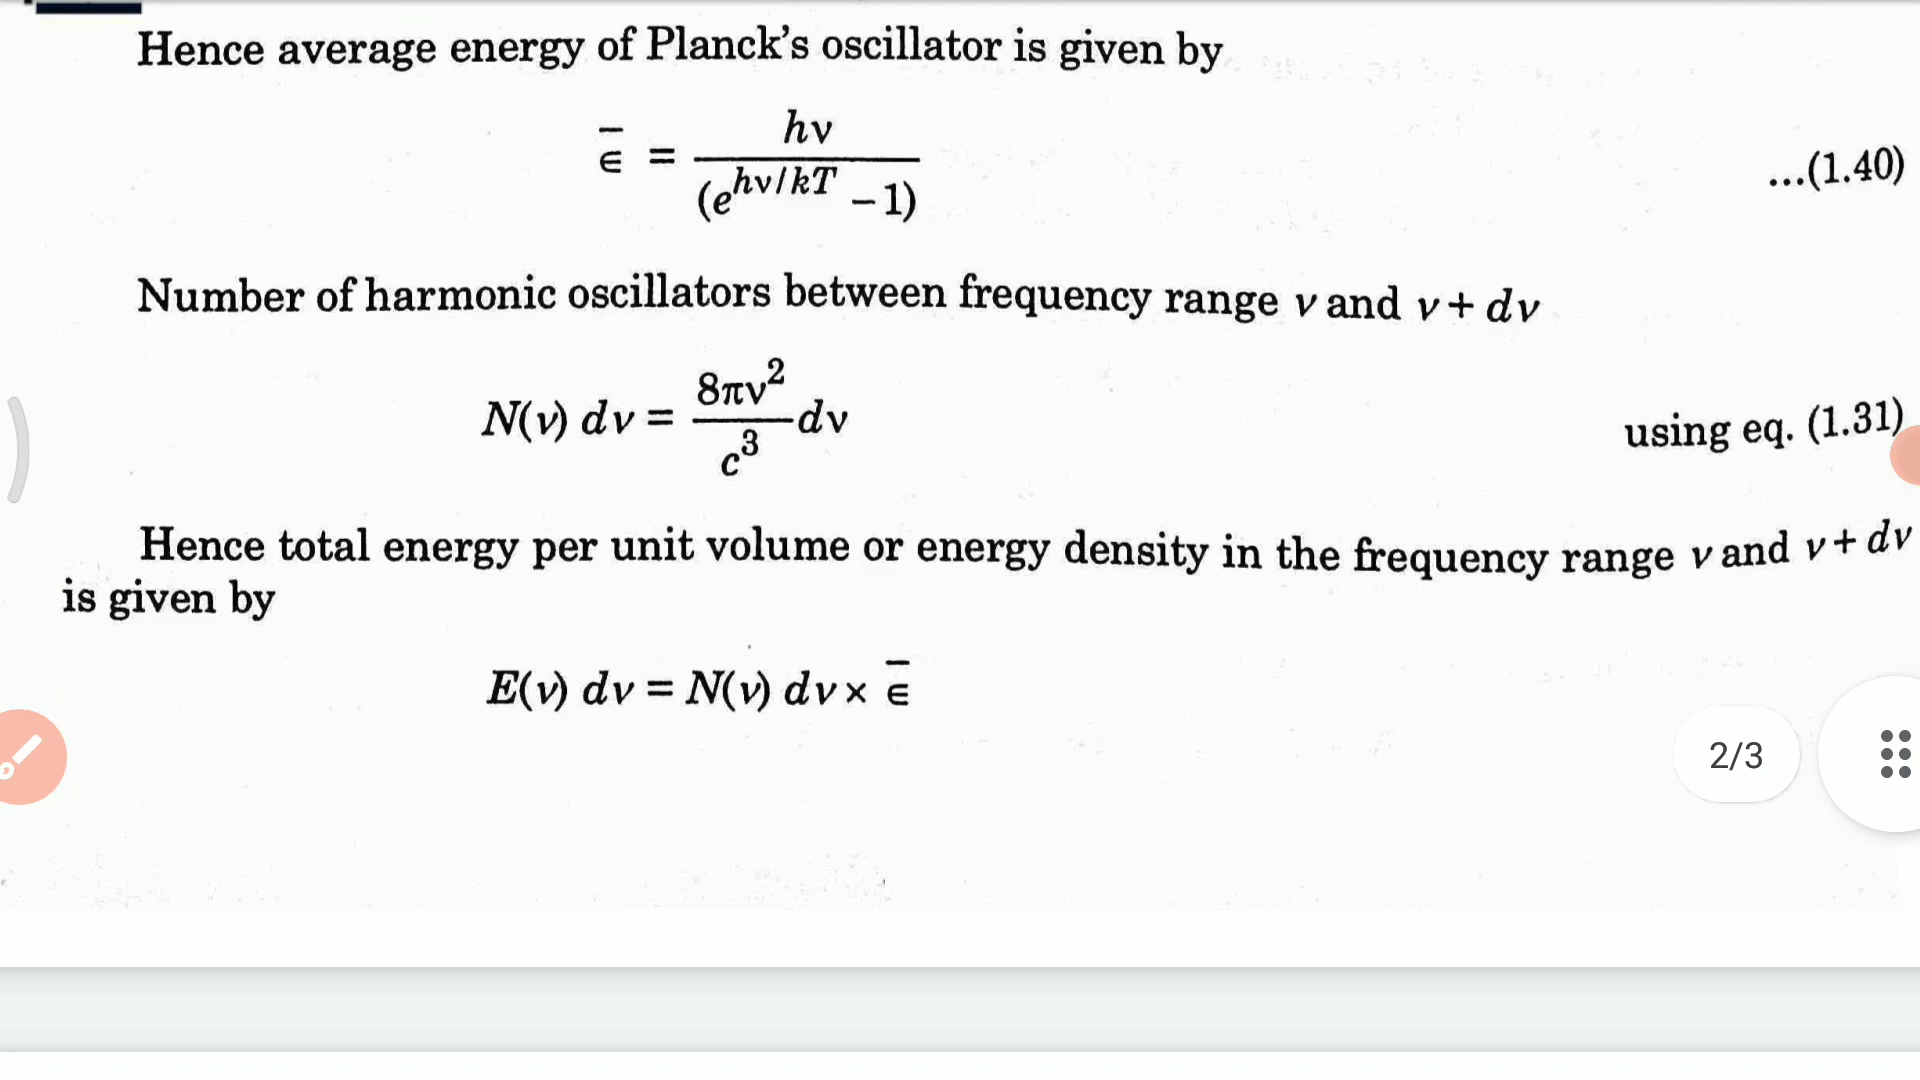 Hence average energy of Planck's oscillator is given by
ϵ̄ = hν / (e^{hν/kT} – 1) ...(1.40)
Number of harmonic oscillators between frequency range ν and ν + dν
N(ν) dν = 8πν² / c³ dν using eq. (1.31)
Hence total energy per unit volume or energy density in the frequency range ν and ν + dν
is given by
E(ν) dν = N(ν) dν × ϵ̄
2/3